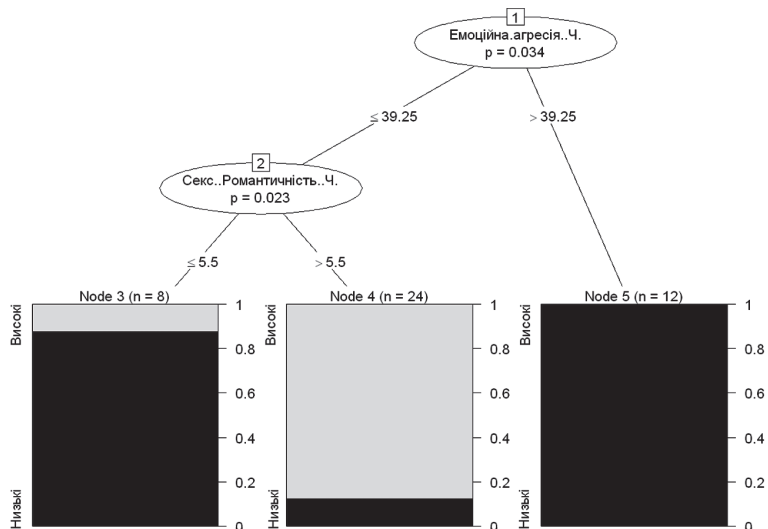 1
Емоційна.агресія..Ч.
p = 0.034
≤ 39.25
> 39.25
2
Секс..Романтичність..Ч.
p = 0.023
≤ 5.5
> 5.5
Node 3 (n = 8)
Високі
Низькі
1
0.8
0.6
0.4
0.2
0
Node 4 (n = 24)
Високі
Низькі
1
0.8
0.6
0.4
0.2
0
Node 5 (n = 12)
Високі
Низькі
1
0.8
0.6
0.4
0.2
0